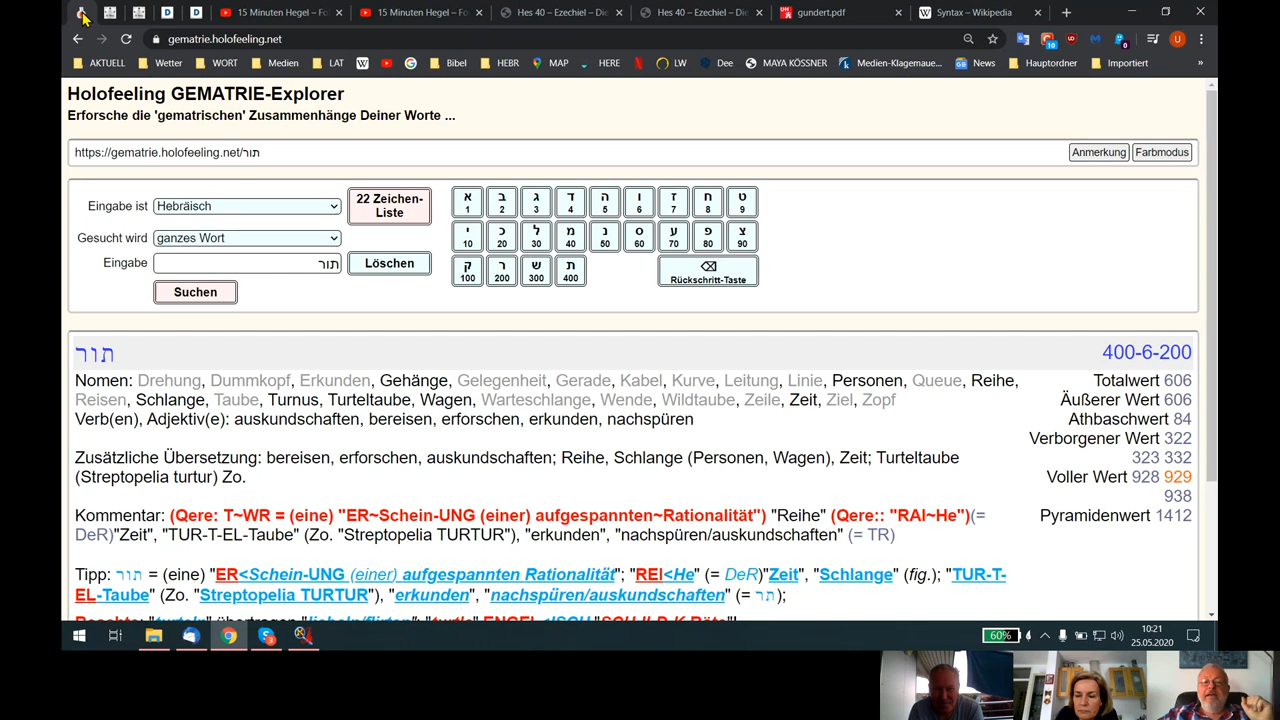 15 Minuten Hegel – Fo
15 Minuten Hegel – Fo
Hes 40 – Ezechiel – Die
Hes 40 – Ezechiel – Die
gundert.pdf
Syntax – Wikipedia
gematrie.holofeeling.net
AKTUELL
Wetter
WORT
Medien
LAT
Bibel
HEBR
MAP
HERE
LW
Dee
MAYA KÖSSNER
Medien-Klagemaue...
News
Hauptordner
Importiert
Holofeeling GEMATRIE-Explorer
Erforsche die 'gematrischen' Zusammenhänge Deiner Worte ...
https://gematrie.holofeeling.net/תור
Anmerkung Farbmodus
Eingabe ist Hebräisch
22 Zeichen-
Liste
Gesucht wird ganzes Wort
Eingabe תור
Löschen
Suchen
א ב ג ד ה ו ז ח ט
1 2 3 4 5 6 7 8 9
י כ ל מ נ ס ע פ צ
10 20 30 40 50 60 70 80 90
ק ר ש ת
100 200 300 400
Rückschritt-Taste
תור 400-6-200
Nomen: Drehung, Dummkopf, Erkunden, Gehänge, Gelegenheit, Gerade, Kabel, Kurve, Leitung, Linie, Personen, Queue, Reihe,
Reisen, Schlange, Taube, Turnus, Turteltaube, Wagen, Warteschlange, Wende, Wildtaube, Zeile, Zeit, Ziel, Zopf
Verb(en), Adjektiv(e): auskundschaften, bereisen, erforschen, erkunden, nachspüren
Zusätzliche Übersetzung: bereisen, erforschen, auskundschaften; Reihe, Schlange (Personen, Wagen), Zeit; Turteltaube
(Streptopelia turtur) Zo.
Kommentar: (Qere: T~WR = (eine) "ER~Schein-UNG (einer) aufgespannten~Rationalität") "Reihe" (Qere:: "RAI~He")(=
DeR)"Zeit", "TUR-T-EL-Taube" (Zo. "Streptopelia TURTUR"), "erkunden", "nachspüren/auskundschaften" (= TR)
Tipp: תור = (eine) "ER<Schein-UNG (einer) aufgespannten Rationalität"; "REI<He" (= DeR)"Zeit", "Schlange" (fig.); "TUR-T-
EL-Taube" (Zo. "Streptopelia TURTUR"), "erkunden", "nachspüren/auskundschaften" (= תר);
Totalwert 606
Äußerer Wert 606
Athbaschwert 84
Verborgener Wert 322
323 332
Voller Wert 928 929
938
Pyramidenwert 1412
60%
10:21
25.05.2020